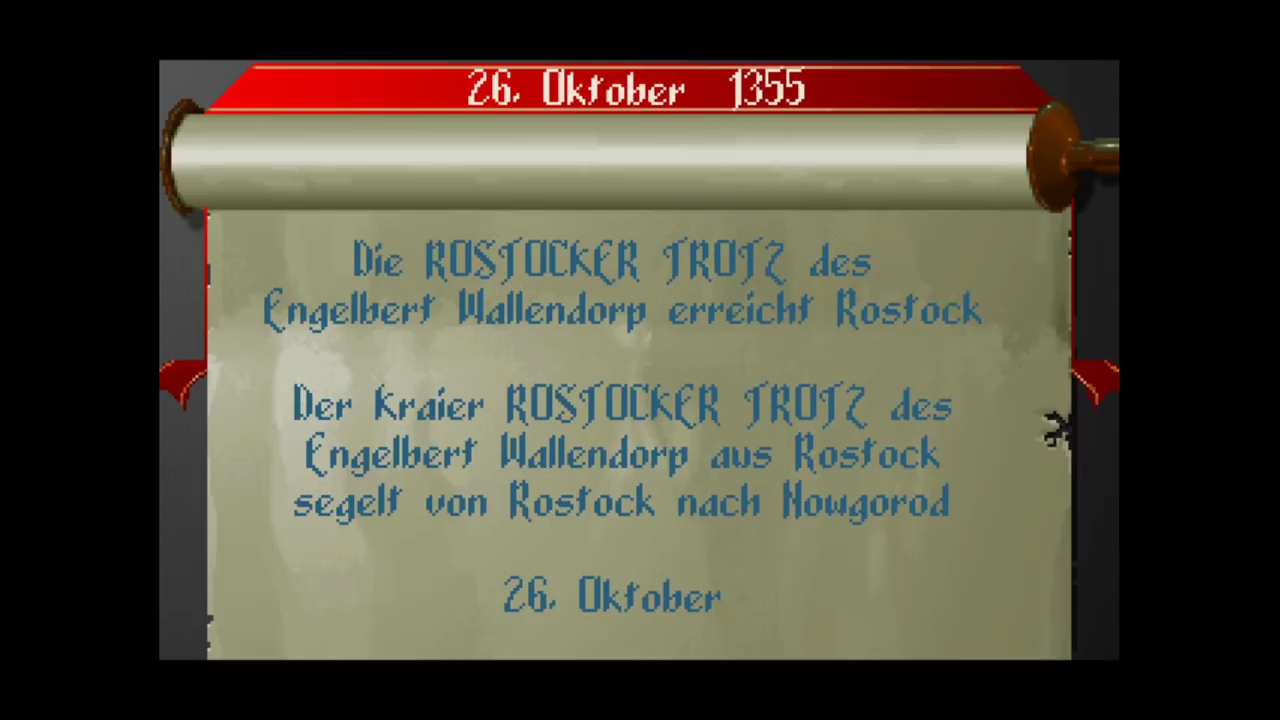 26. Oktober 1355
Die ROSTOCKER TROTZ des
Engelbert Wallendorp erreicht Rostock
Der Kraier ROSTOCKER TROTZ des
Engelbert Wallendorp aus Rostock
segelt von Rostock nach Nowgorod
26. Oktober